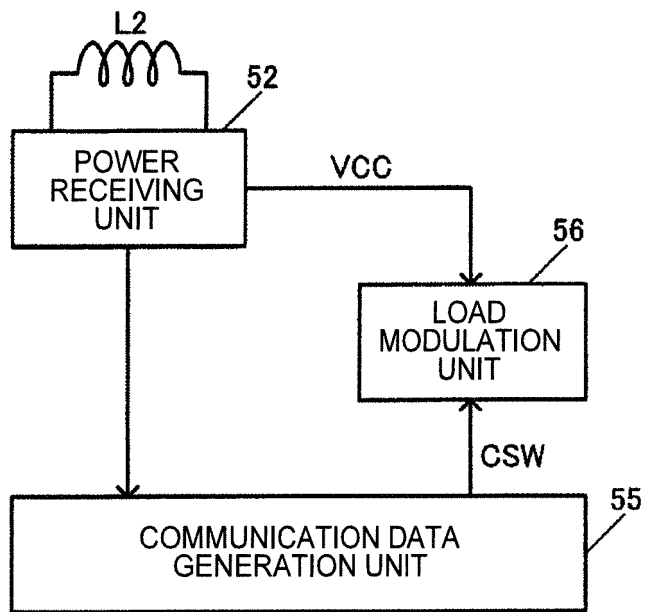 L2
52
POWER
RECEIVING
UNIT
VCC
56
LOAD
MODULATION
UNIT
CSW
55
COMMUNICATION DATA
GENERATION UNIT